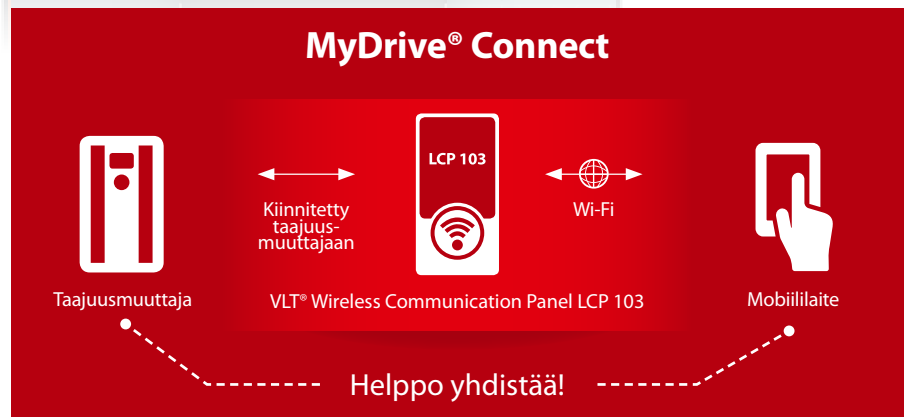 MyDrive® Connect
LCP 103
Kiinnitetty
taajuus-
muuttajaan
Wi-Fi
Taajuusmuuttaja
VLT® Wireless Communication Panel LCP 103
Mobiililaite
Helppo yhdistää!